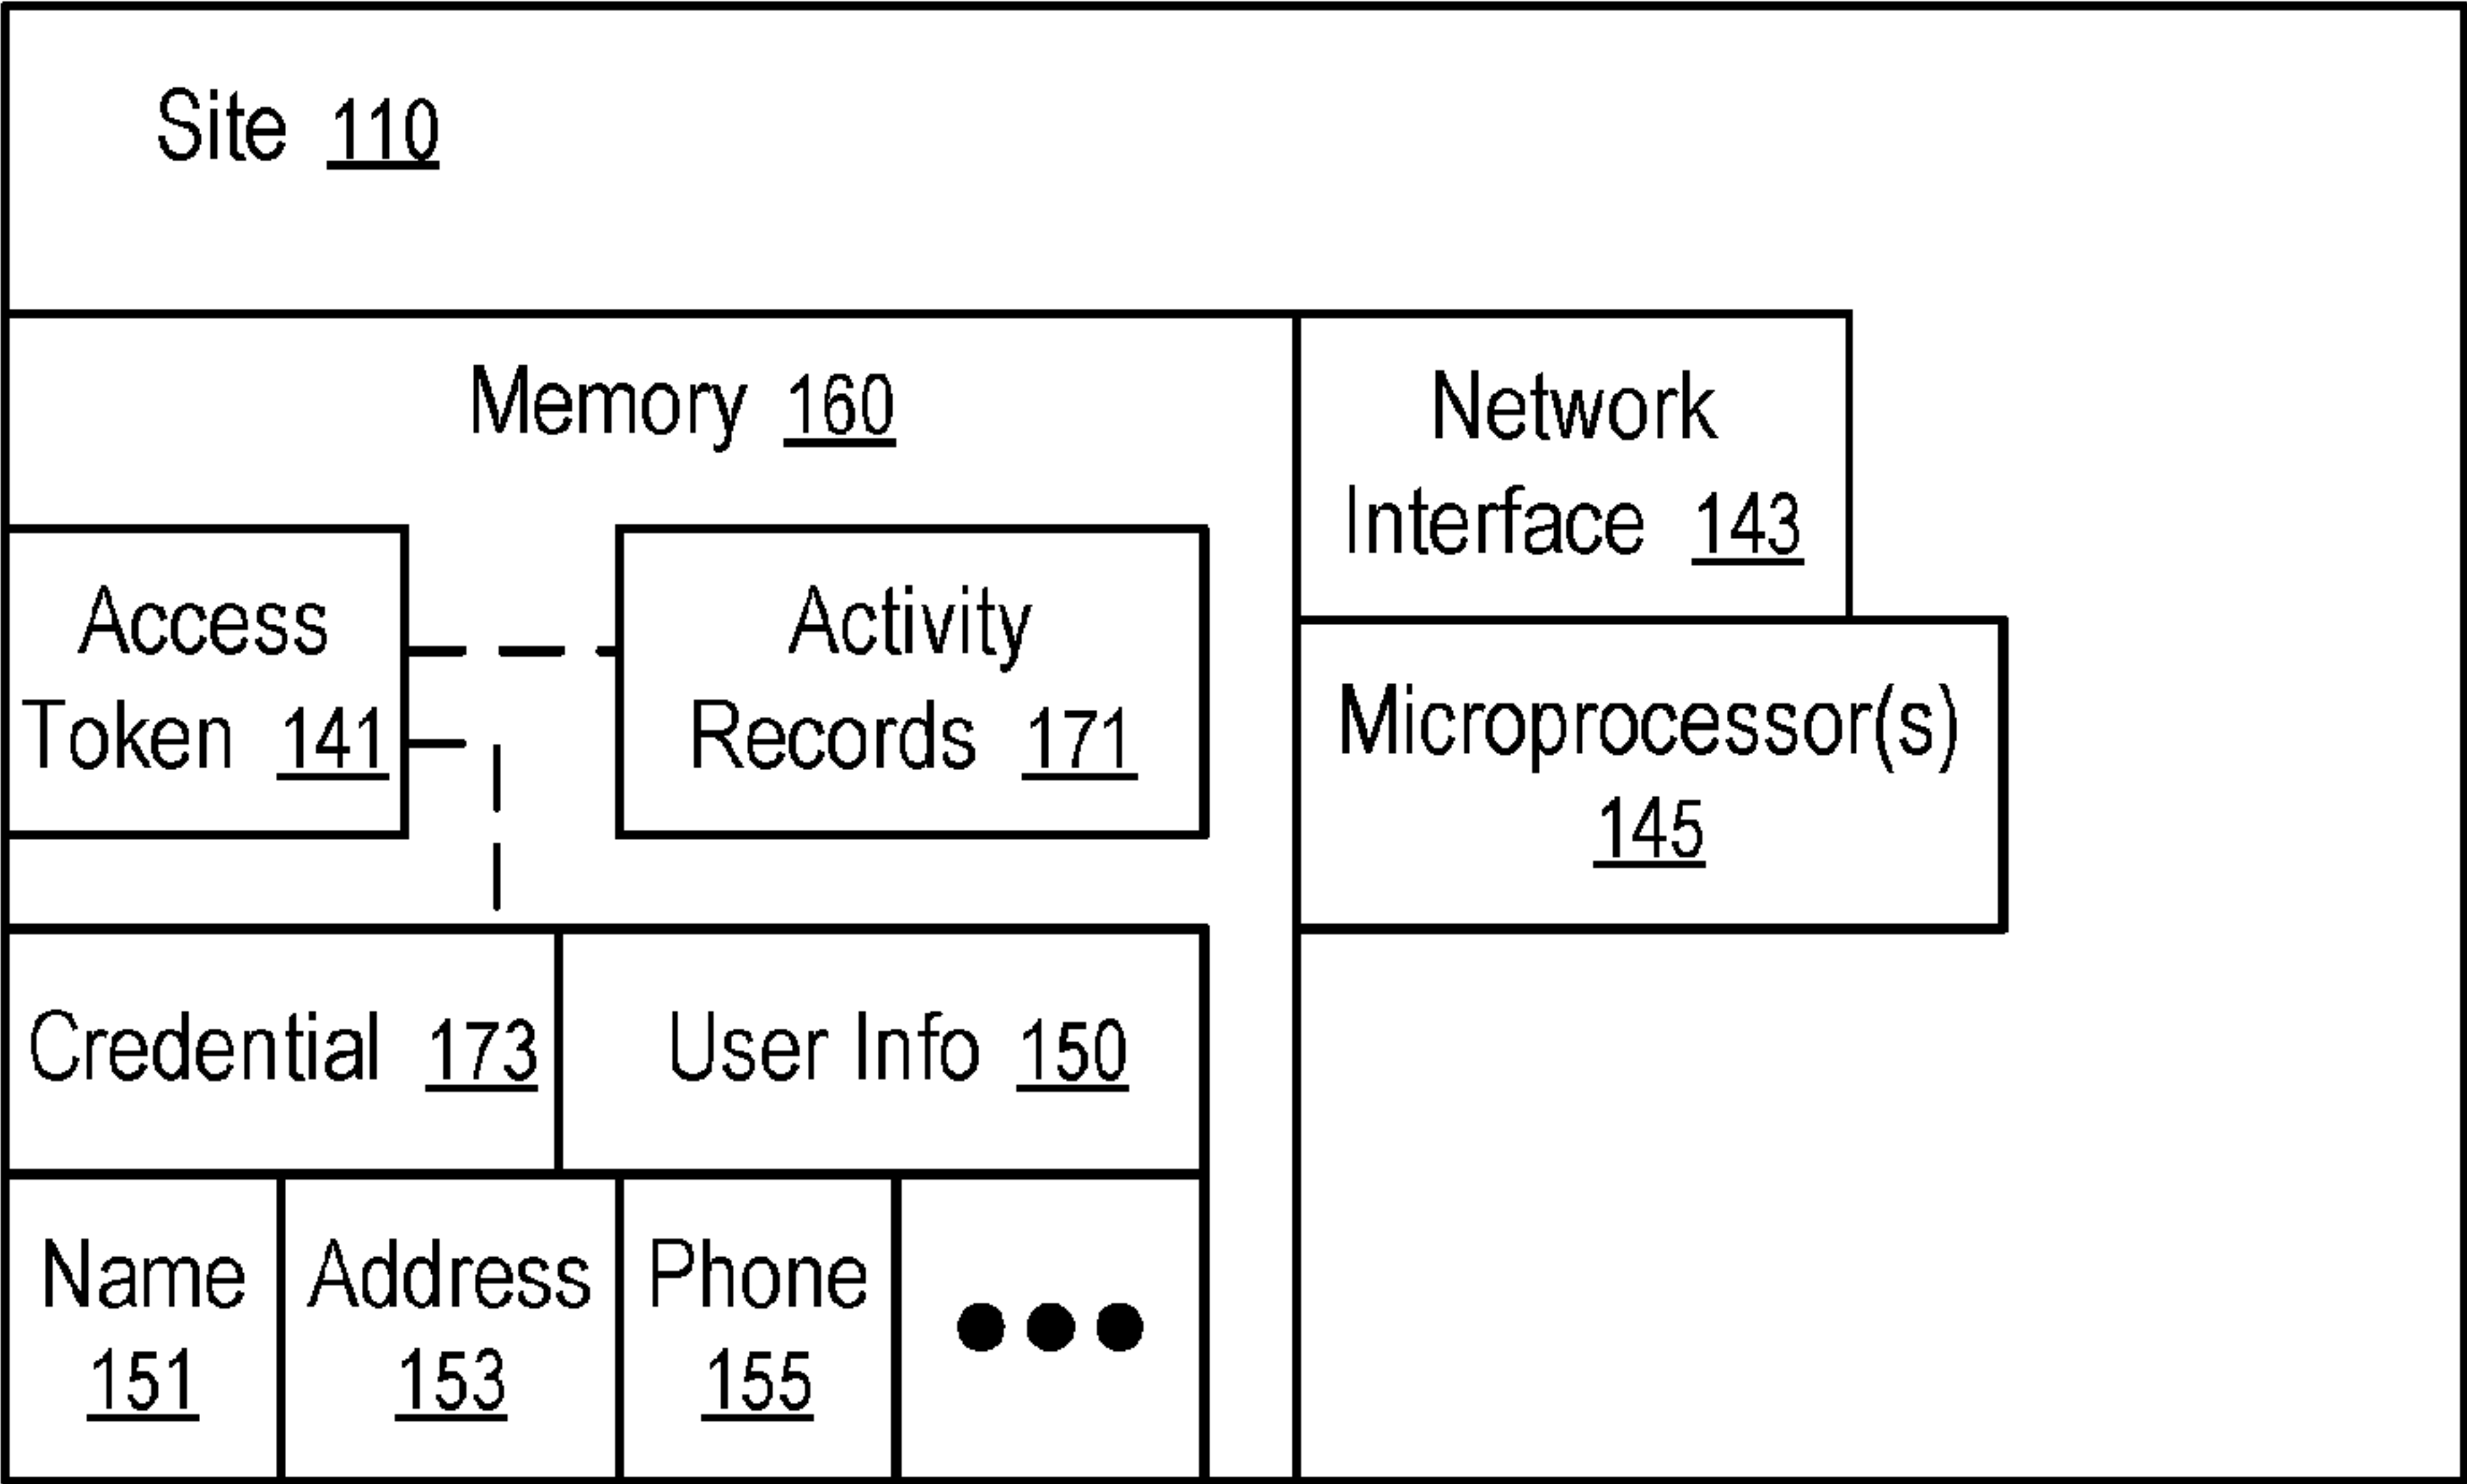 Site 110
Memory 160
Network
Interface 143
Access
Token 141
Activity
Records 171
Microprocessor(s)
145
Credential 173
User Info 150
Name
151
Address
153
Phone
155